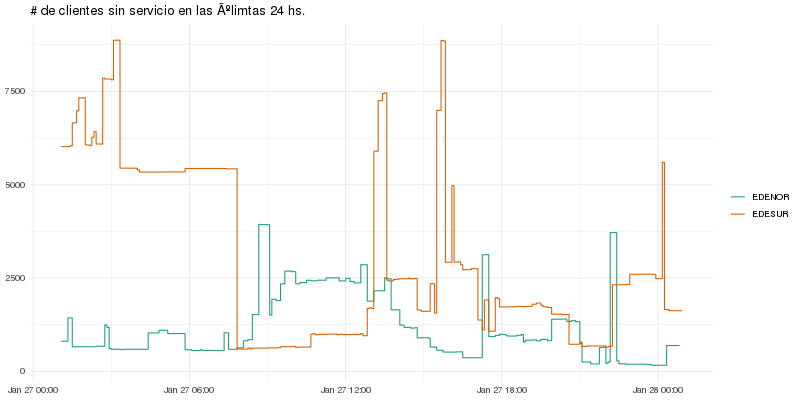 # de clientes sin servicio en las Ãºlimtas 24 hs.
7500
5000
2500
0
Jan 27 00:00
Jan 27 06:00
Jan 27 12:00
Jan 27 18:00
Jan 28 00:00
EDENOR
EDESUR